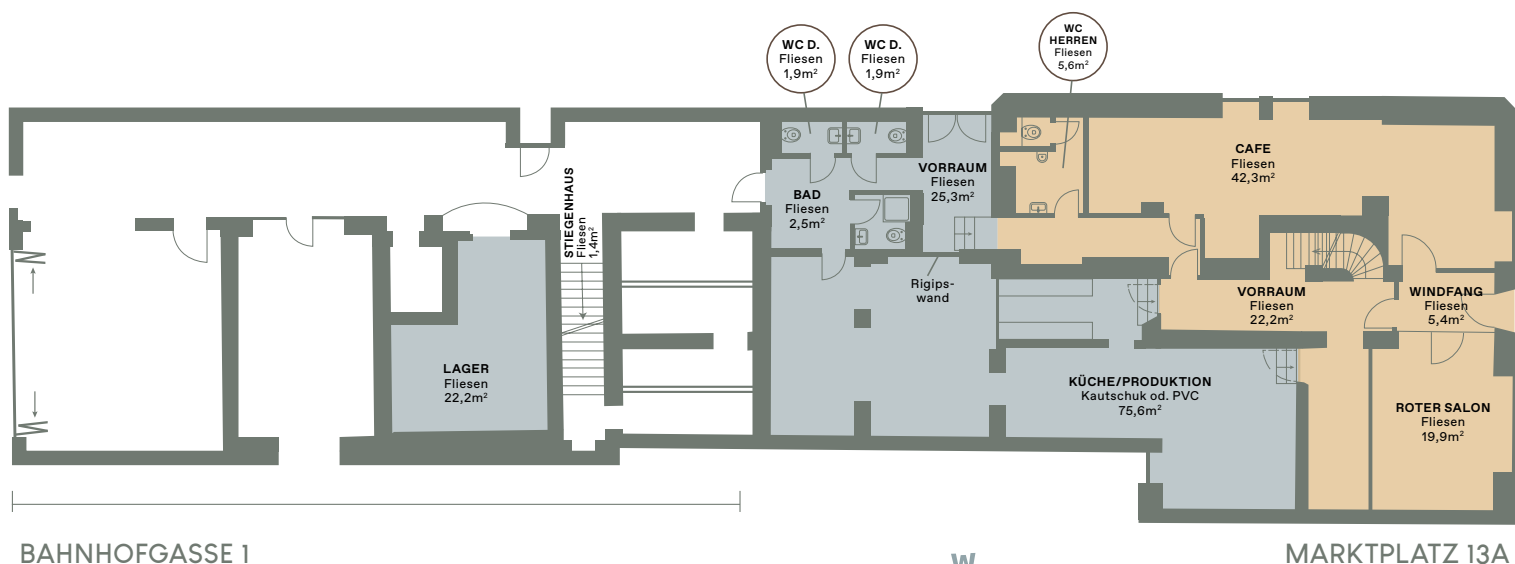 WC D.
Fliesen
1,9m²
WC D.
Fliesen
1,9m²
WC
HERREN
Fliesen
5,6m²
STIEGENHAUS
Fliesen
1,4m²
BAD
Fliesen
2,5m²
VORRAUM
Fliesen
25,3m²
CAFE
Fliesen
42,3m²
Rigips-
wand
VORRAUM
Fliesen
22,2m²
WINDFANG
Fliesen
5,4m²
LAGER
Fliesen
22,2m²
KÜCHE/PRODUKTION
Kautschuk od. PVC
75,6m²
ROTER SALON
Fliesen
19,9m²
BAHNHOFGASSE 1
W
MARKTPLATZ 13A